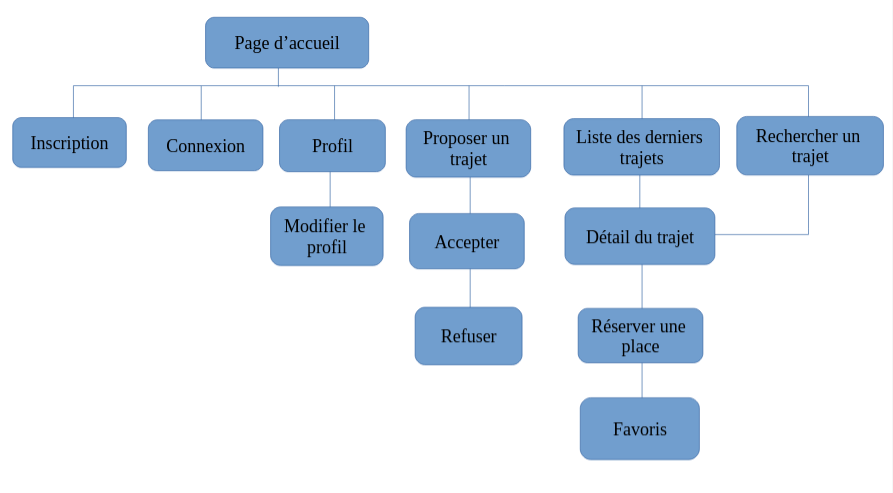 Page d’accueil
Inscription
Connexion
Profil
Proposer un
trajet
Liste des derniers
trajets
Rechercher un
trajet
Modifier le
profil
Accepter
Détail du trajet
Refuser
Réserver une
place
Favoris